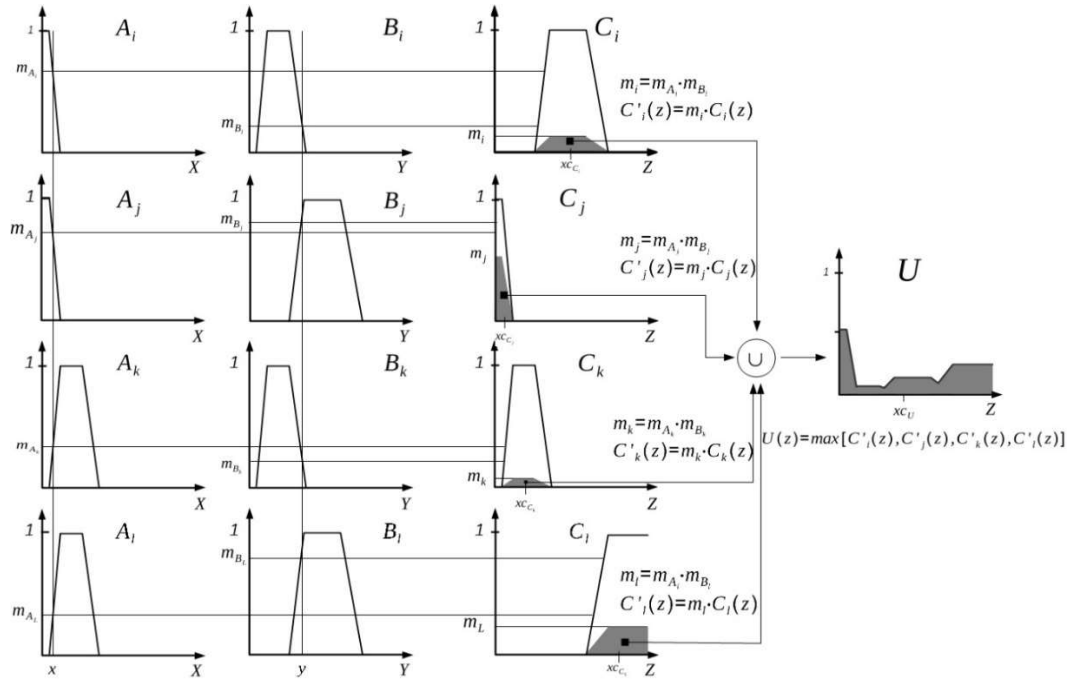 1 A_i 1 B_i 1 C_i
m_{A_i} m_{B_i} m_i
m_i=m_{A_i}·m_{B_i}
C'_i(z)=m_i·C_i(z)
X Y xc_{C_i} Z
1 A_j 1 B_j 1 C_j
m_{A_j} m_{B_j} m_j
m_j=m_{A_j}·m_{B_j}
C'_j(z)=m_j·C_j(z)
X Y xc_{C_j} Z
1 U
∪
xc_U Z
U(z)=max[C'_i(z),C'_j(z),C'_k(z),C'_l(z)]
1 A_k 1 B_k 1 C_k
m_{A_k} m_{B_k} m_k
m_k=m_{A_k}·m_{B_k}
C'_k(z)=m_k·C_k(z)
X Y xc_{C_k} Z
1 A_l 1 B_l 1 C_l
m_{A_L} m_{B_L} m_L
m_l=m_{A_l}·m_{B_l}
C'_l(z)=m_l·C_l(z)
x X y Y Z